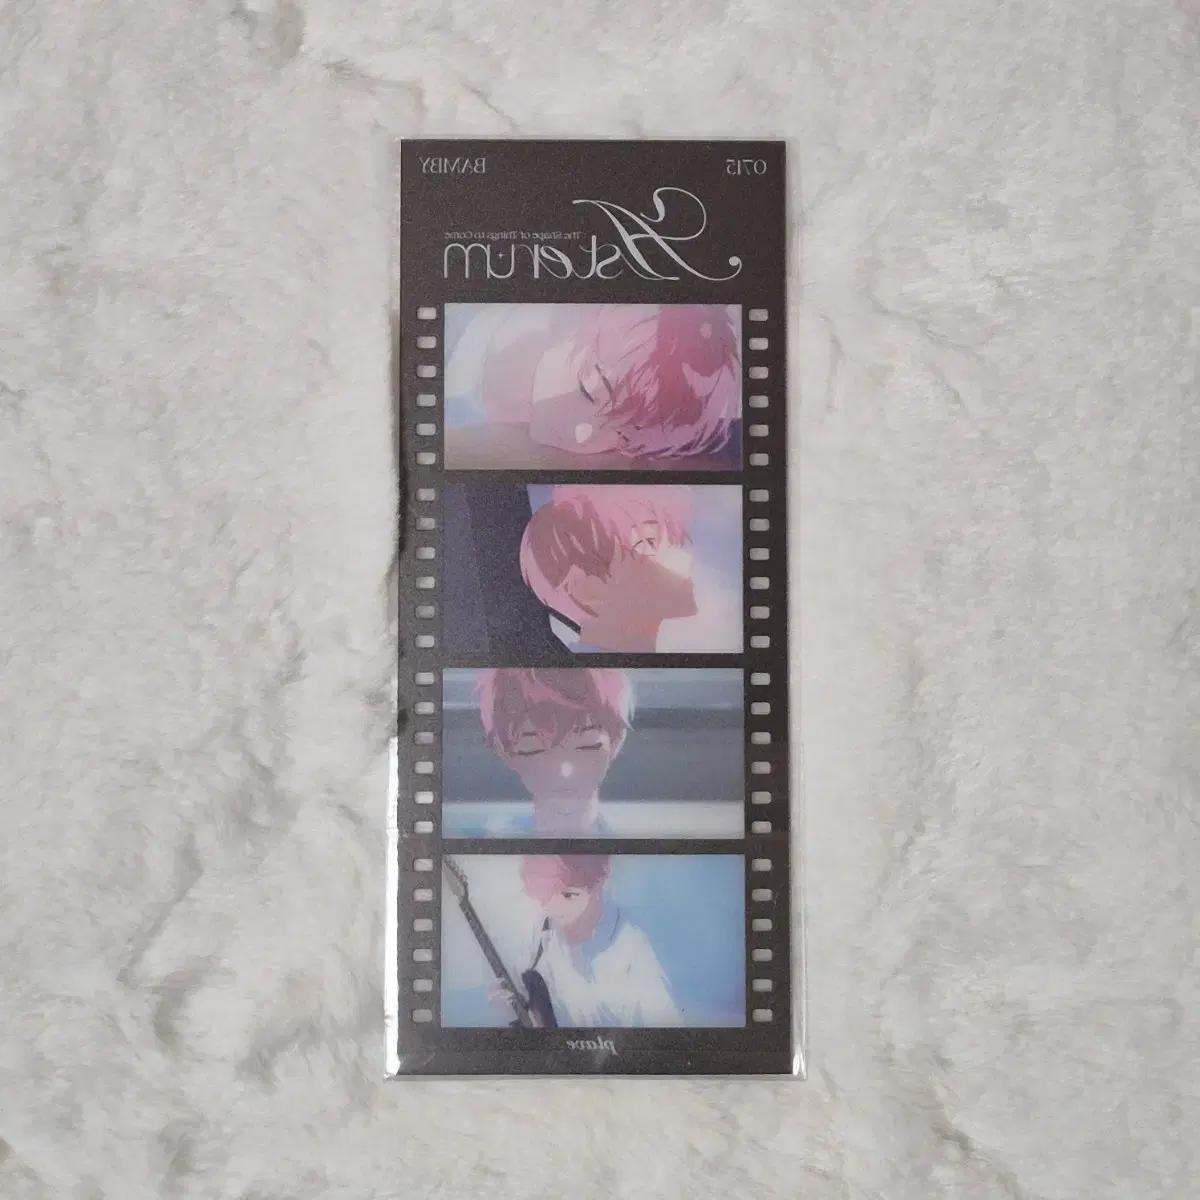 BAMBY 0715
: The Shape of Things to Come
Asterum
plave